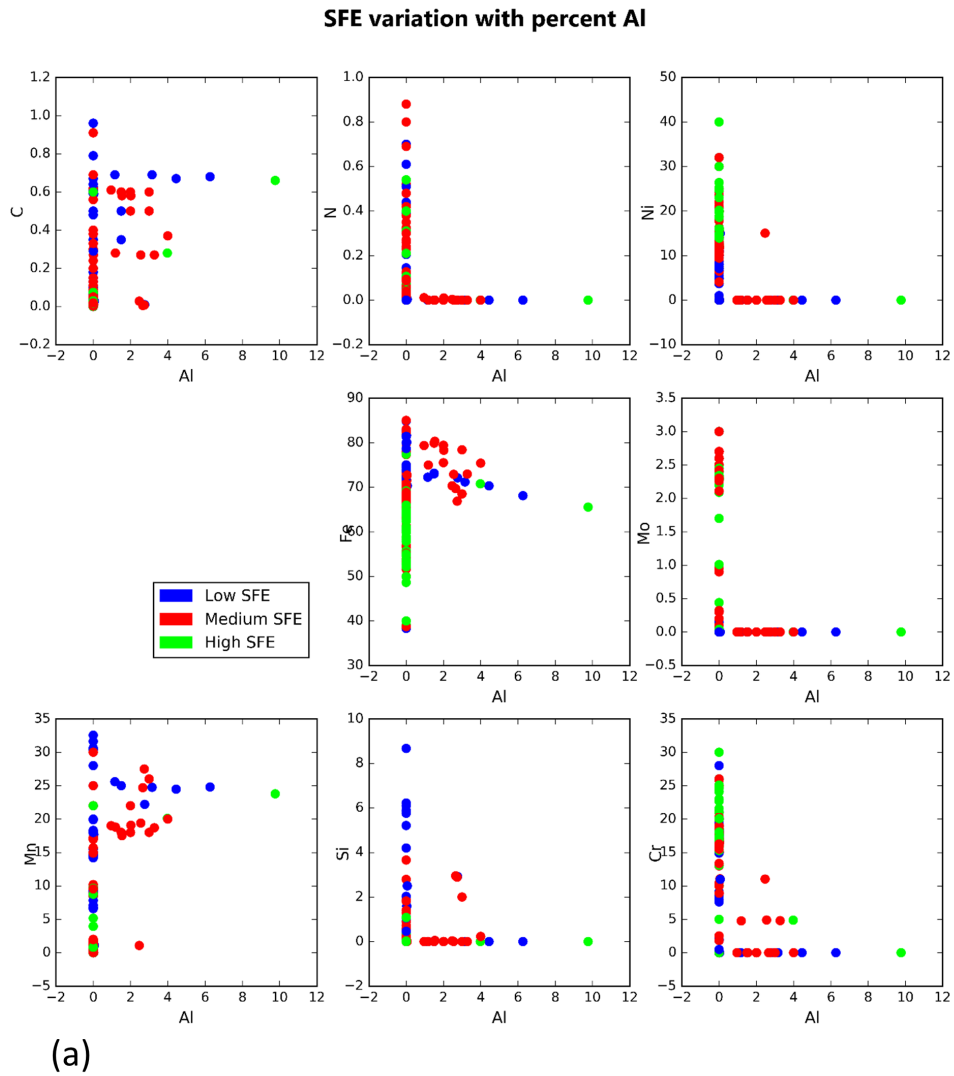 SFE variation with percent Al
1.2
1.0
0.8
0.6
0.4
0.2
0.0
−0.2
C
−2 0 2 4 6 8 10 12
Al
1.0
0.8
0.6
0.4
0.2
0.0
−0.2
N
−2 0 2 4 6 8 10 12
Al
50
40
30
20
10
0
−10
Ni
−2 0 2 4 6 8 10 12
Al
90
80
70
60
50
40
30
Fe
−2 0 2 4 6 8 10 12
Al
3.5
3.0
2.5
2.0
1.5
1.0
0.5
0.0
−0.5
Mo
−2 0 2 4 6 8 10 12
Al
Low SFE
Medium SFE
High SFE
35
30
25
20
15
10
5
0
−5
Mn
−2 0 2 4 6 8 10 12
Al
10
8
6
4
2
0
−2
Si
−2 0 2 4 6 8 10 12
Al
35
30
25
20
15
10
5
0
−5
Cr
−2 0 2 4 6 8 10 12
Al
(a)